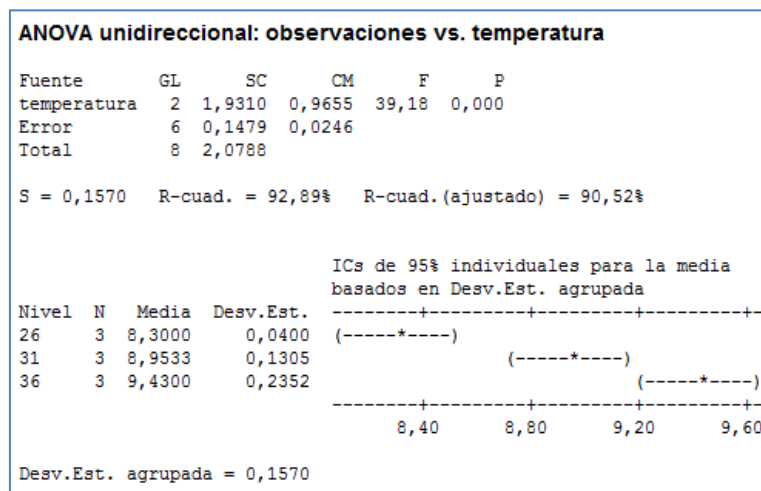 ANOVA unidireccional: observaciones vs. temperatura
Fuente       GL      SC      CM      F      P
temperatura   2  1,9310  0,9655  39,18  0,000
Error         6  0,1479  0,0246
Total         8  2,0788
S = 0,1570   R-cuad. = 92,89%   R-cuad.(ajustado) = 90,52%
ICs de 95% individuales para la media
basados en Desv.Est. agrupada
Nivel  N   Media  Desv.Est.  --------+---------+---------+---------+-
26     3  8,3000     0,0400  (-----*----)
31     3  8,9533     0,1305                  (-----*----)
36     3  9,4300     0,2352                              (-----*----)
--------+---------+---------+---------+-
8,40      8,80      9,20      9,60
Desv.Est. agrupada = 0,1570